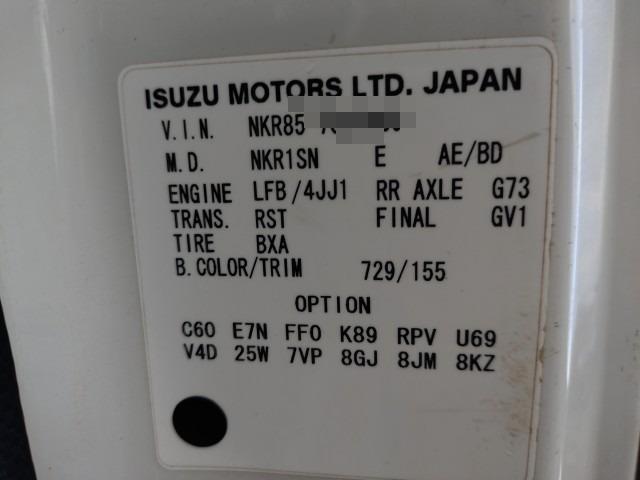 ISUZU MOTORS LTD. JAPAN
V.I.N. NKR85
M.D. NKR1SN E AE/BD
ENGINE LFB/4JJ1 RR AXLE G73
TRANS. RST FINAL GV1
TIRE BXA
B.COLOR/TRIM 729/155
OPTION
C60 E7N FF0 K89 RPV U69
V4D 25W 7VP 8GJ 8JM 8KZ